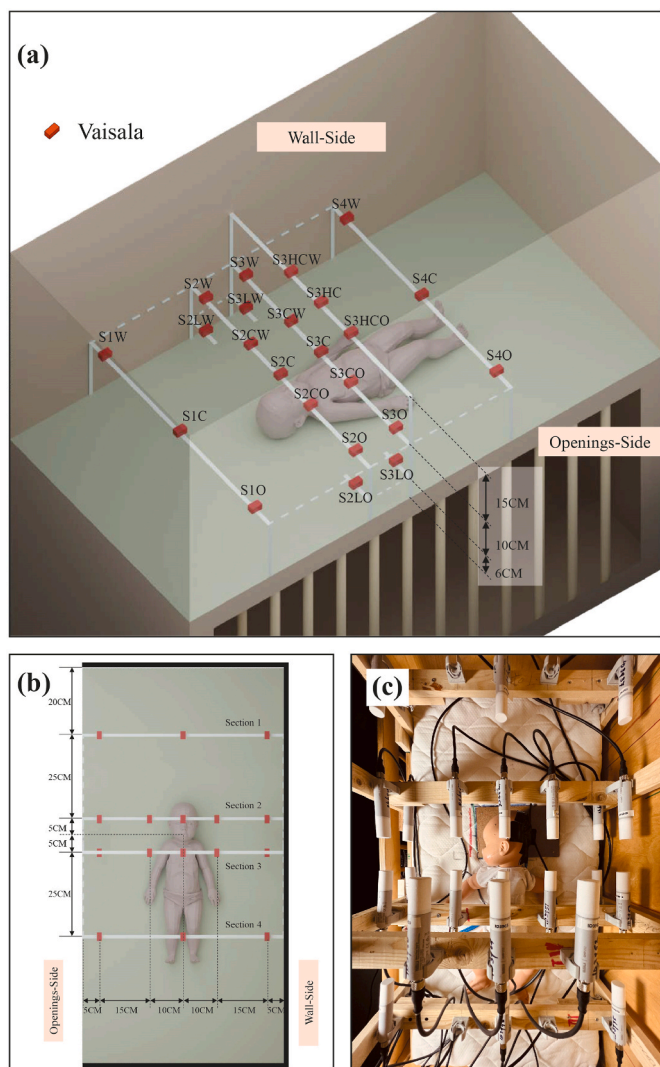 (a)
Vaisala
Wall-Side
S4W
S3HCW
S3W
S3HC
S4C
S2W
S3LW
S3HCO
S2LW
S3CW
S1W
S2CW
S3C
S2C
S3CO
S4O
S1C
S2CO
S3O
S2O
Openings-Side
S3LO
S2LO
S1O
15CM
10CM
6CM
(b)
20CM
Section 1
25CM
Section 2
5CM
5CM
Section 3
25CM
Section 4
Openings-Side
Wall-Side
5CM
15CM
10CM
10CM
15CM
5CM
(c)